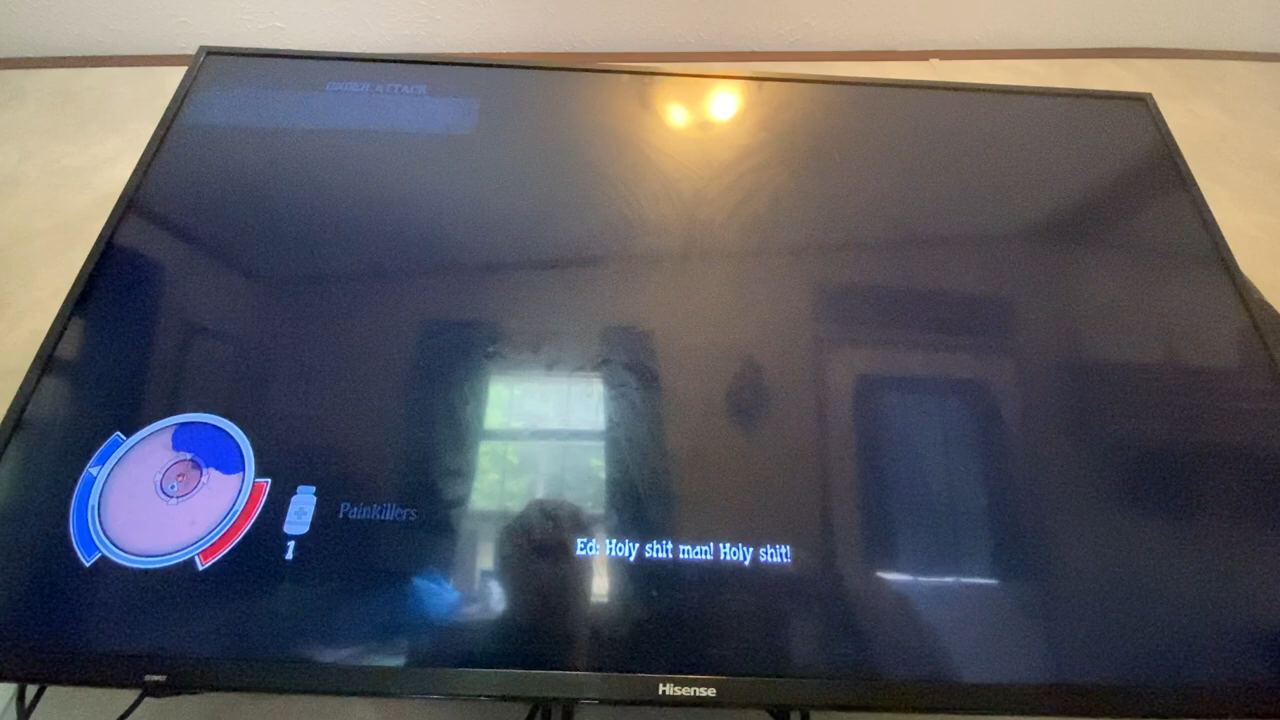 UNDER ATTACK
Painkillers
1
Ed: Holy shit man! Holy shit!
Hisense